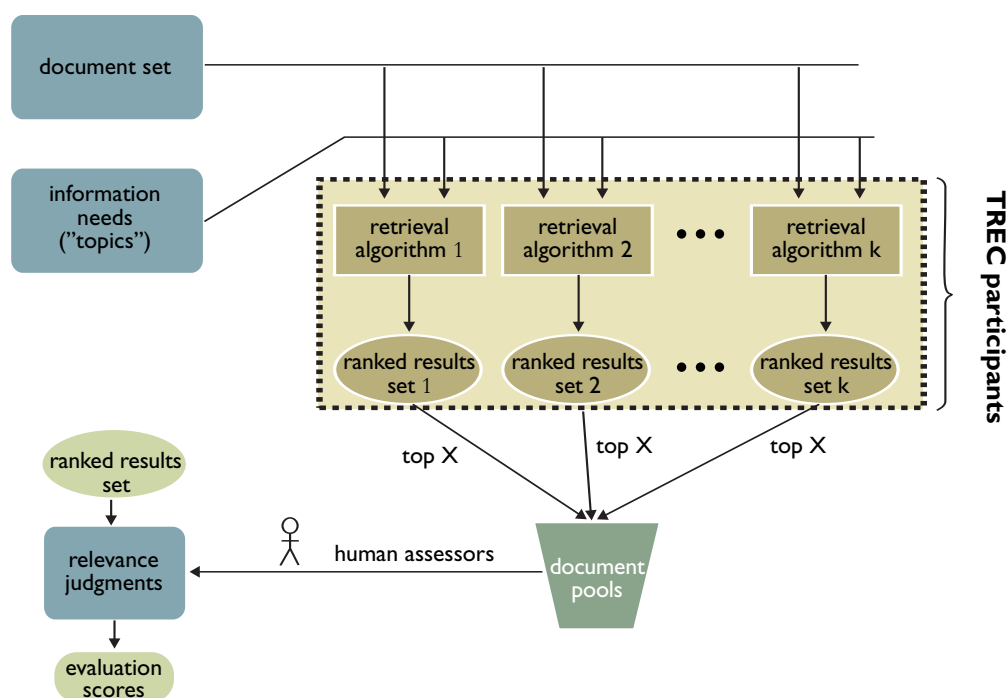 document set
information
needs
("topics")
retrieval
algorithm 1
retrieval
algorithm 2
retrieval
algorithm k
TREC participants
ranked results
set 1
ranked results
set 2
ranked results
set k
top X
top X
top X
ranked results
set
human assessors
document
pools
relevance
judgments
evaluation
scores